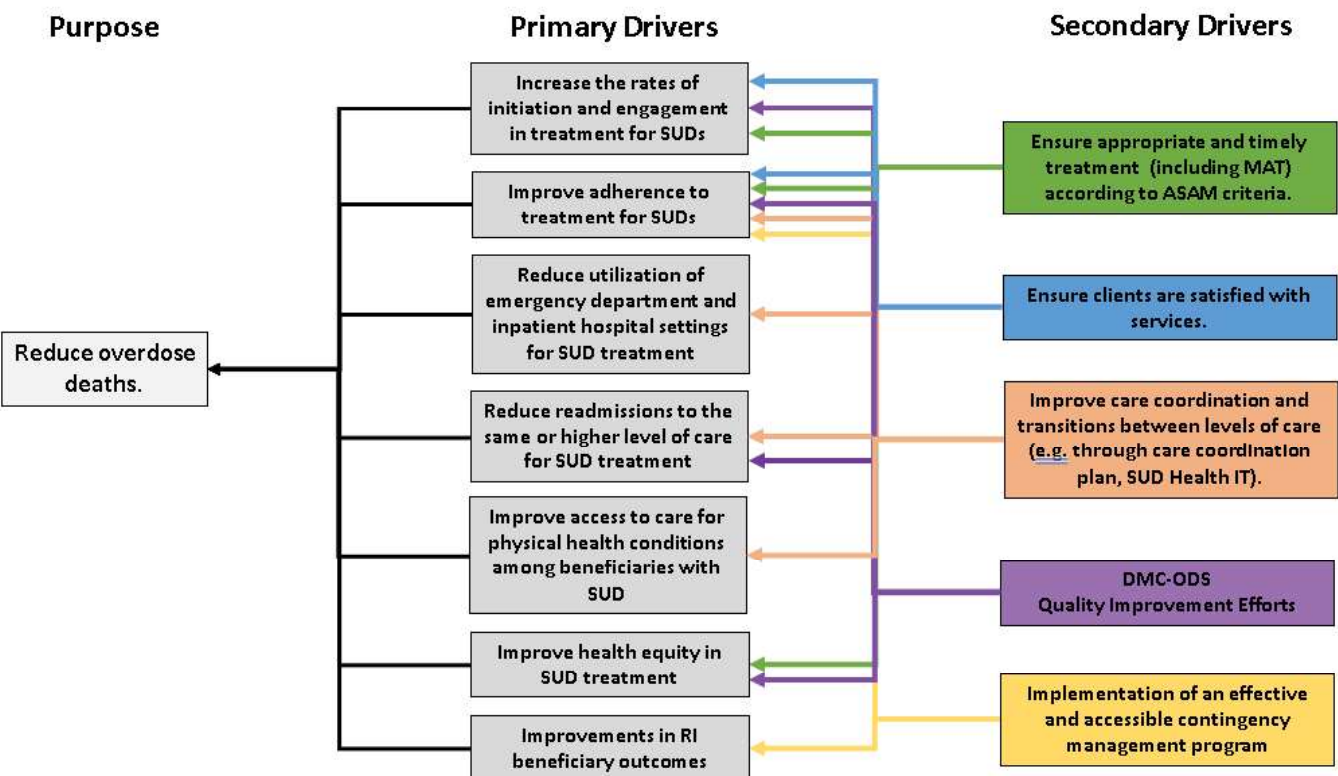 Purpose
Primary Drivers
Secondary Drivers
Increase the rates of
initiation and engagement
in treatment for SUDs
Improve adherence to
treatment for SUDs
Reduce utilization of
emergency department and
inpatient hospital settings
for SUD treatment
Reduce readmissions to the
same or higher level of care
for SUD treatment
Improve access to care for
physical health conditions
among beneficiaries with
SUD
Improve health equity in
SUD treatment
Improvements in RI
beneficiary outcomes
Reduce overdose
deaths.
Ensure appropriate and timely
treatment (including MAT)
according to ASAM criteria.
Ensure clients are satisfied with
services.
Improve care coordination and
transitions between levels of care
(e.g. through care coordination
plan, SUD Health IT).
DMC-ODS
Quality Improvement Efforts
Implementation of an effective
and accessible contingency
management program